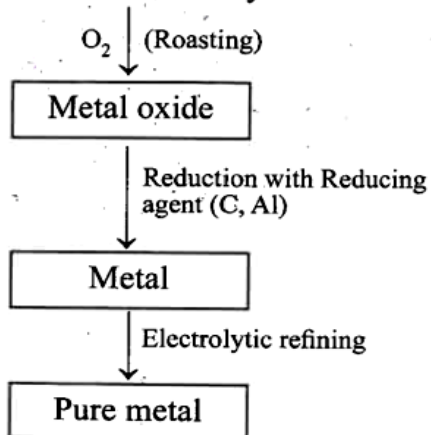 O₂ (Roasting)
Metal oxide
Reduction with Reducing
agent (C, Al)
Metal
Electrolytic refining
Pure metal